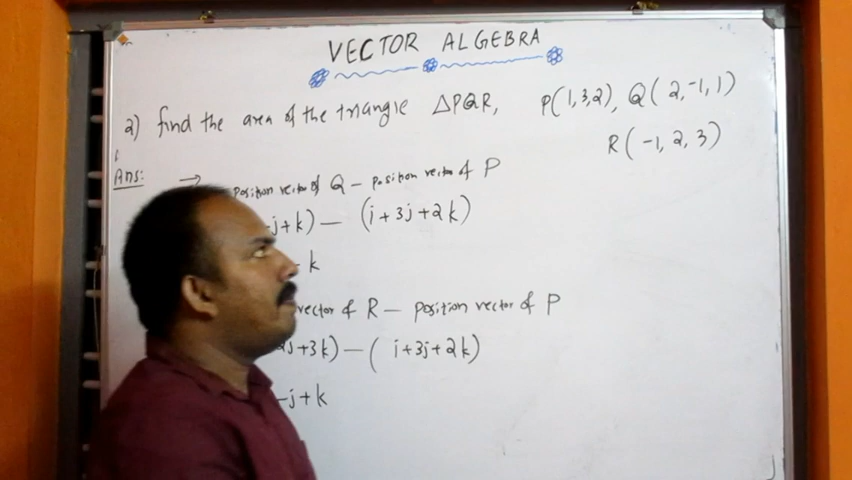 VECTOR ALGEBRA
2) find the area of the triangle ΔPQR, P(1,3,2), Q(2,-1,1)
R(-1, 2, 3)
Ans:
position vector of Q - position vector of P
j+k) - (i+3j+2k)
- k
vector of R - position vector of P
2j+3k) - ( i+3j+2k)
-j+k